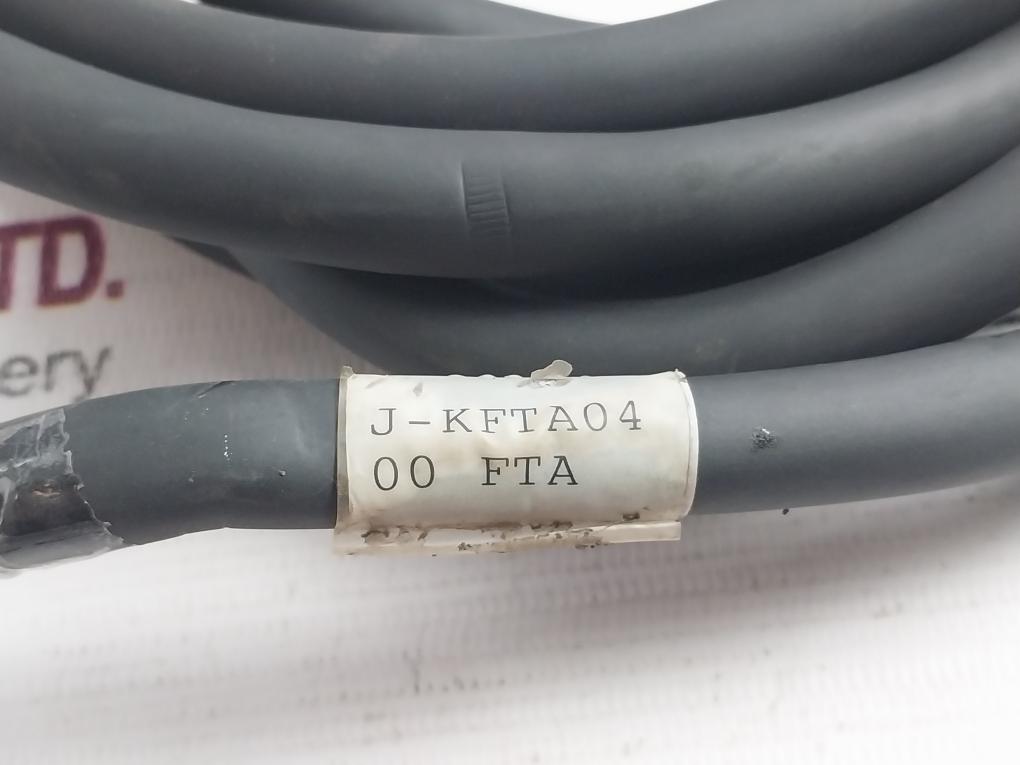 TD.
ery
J-KFTA04
00 FTA